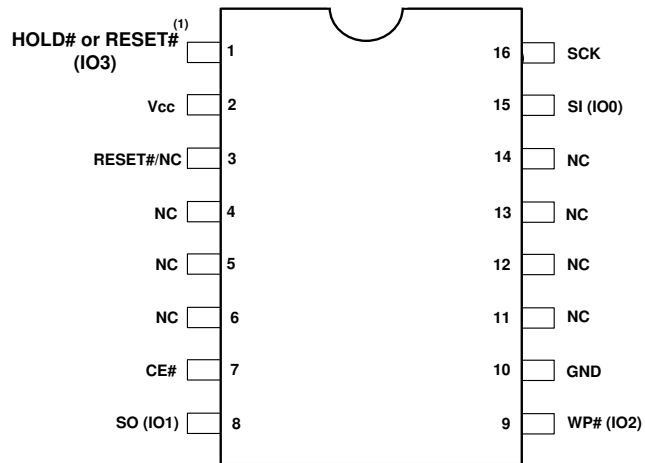 HOLD# or RESET# (1)
(IO3)
1
16
SCK
Vcc
2
15
SI (IO0)
RESET#/NC
3
14
NC
NC
4
13
NC
NC
5
12
NC
NC
6
11
NC
CE#
7
10
GND
SO (IO1)
8
9
WP# (IO2)